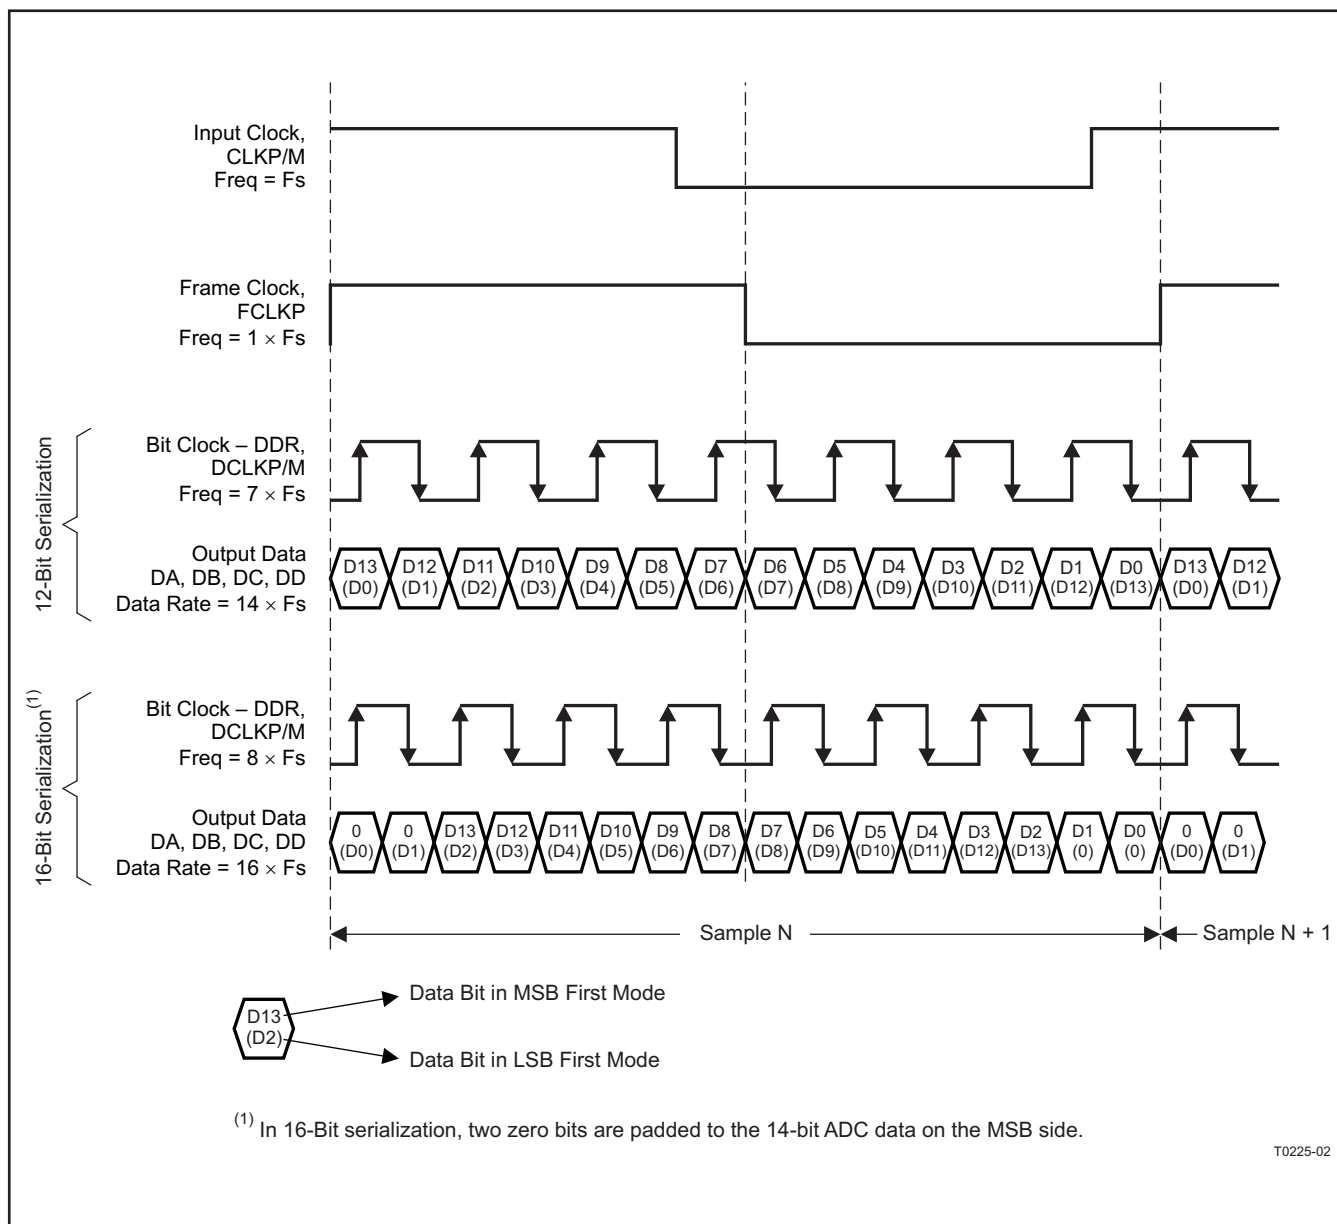 Input Clock,
CLKP/M
Freq = Fs
Frame Clock,
FCLKP
Freq = 1 × Fs
12-Bit Serialization
Bit Clock – DDR,
DCLKP/M
Freq = 7 × Fs
Output Data
DA, DB, DC, DD
Data Rate = 14 × Fs
D13 D12 D11 D10 D9 D8 D7 D6 D5 D4 D3 D2 D1 D0 D13 D12
(D0) (D1) (D2) (D3) (D4) (D5) (D6) (D7) (D8) (D9) (D10) (D11) (D12) (D13) (D0) (D1)
16-Bit Serialization(1)
Bit Clock – DDR,
DCLKP/M
Freq = 8 × Fs
Output Data
DA, DB, DC, DD
Data Rate = 16 × Fs
0 0 D13 D12 D11 D10 D9 D8 D7 D6 D5 D4 D3 D2 D1 D0 0 0
(D0) (D1) (D2) (D3) (D4) (D5) (D6) (D7) (D8) (D9) (D10) (D11) (D12) (D13) (0) (0) (D0) (D1)
Sample N
Sample N + 1
D13
(D2)
Data Bit in MSB First Mode
Data Bit in LSB First Mode
(1) In 16-Bit serialization, two zero bits are padded to the 14-bit ADC data on the MSB side.
T0225-02